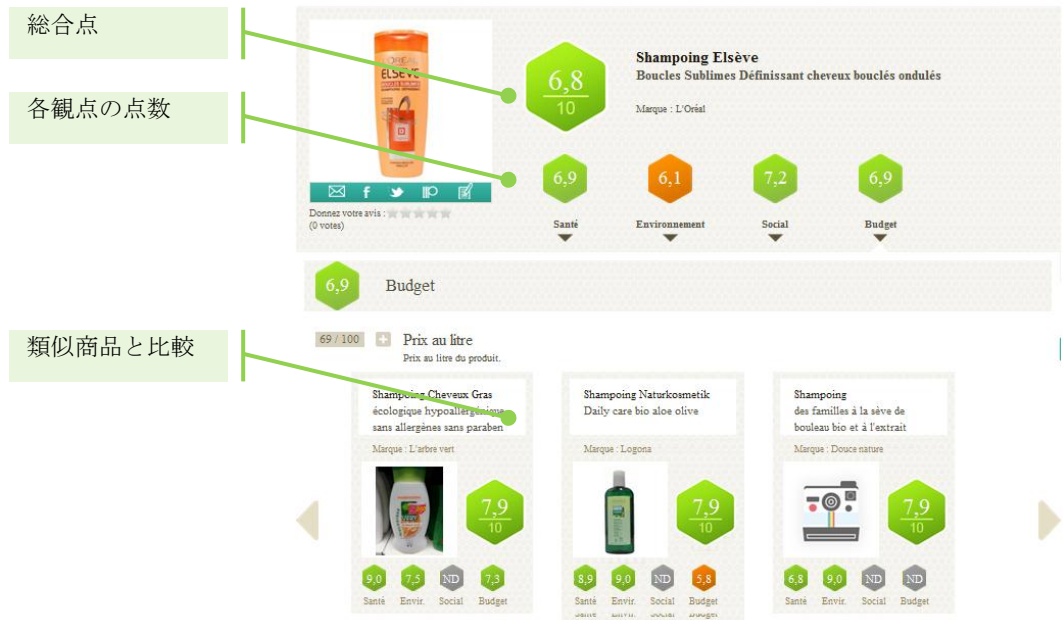 総合点
各観点の点数
類似商品と比較
L'ORÉAL
ELSEVE
6,8
10
Shampoing Elsève
Boucles Sublimes Définissant cheveux bouclés ondulés
Marque : L'Oréal
Donnez votre avis :
(0 votes)
6,9
6,1
7,2
6,9
Santé
Environnement
Social
Budget
6,9
Budget
69 / 100
Prix au litre
Prix au litre du produit.
Shampoing Cheveux Gras
écologique hypoallergénique
sans allergènes sans paraben
Marque : L'arbre vert
7,9
10
9,0
7,5
ND
7,3
Santé
Envir.
Social
Budget
Shampoing Naturkosmetik
Daily care bio aloe olive
Marque : Logona
7,9
10
8,9
9,0
ND
5,8
Santé
Envir.
Social
Budget
Santé
Envir.
Social
Budget
Shampoing
des familles à la sève de
bouleau bio et à l'extrait
Marque : Douce nature
7,9
10
6,8
9,0
ND
ND
Santé
Envir.
Social
Budget